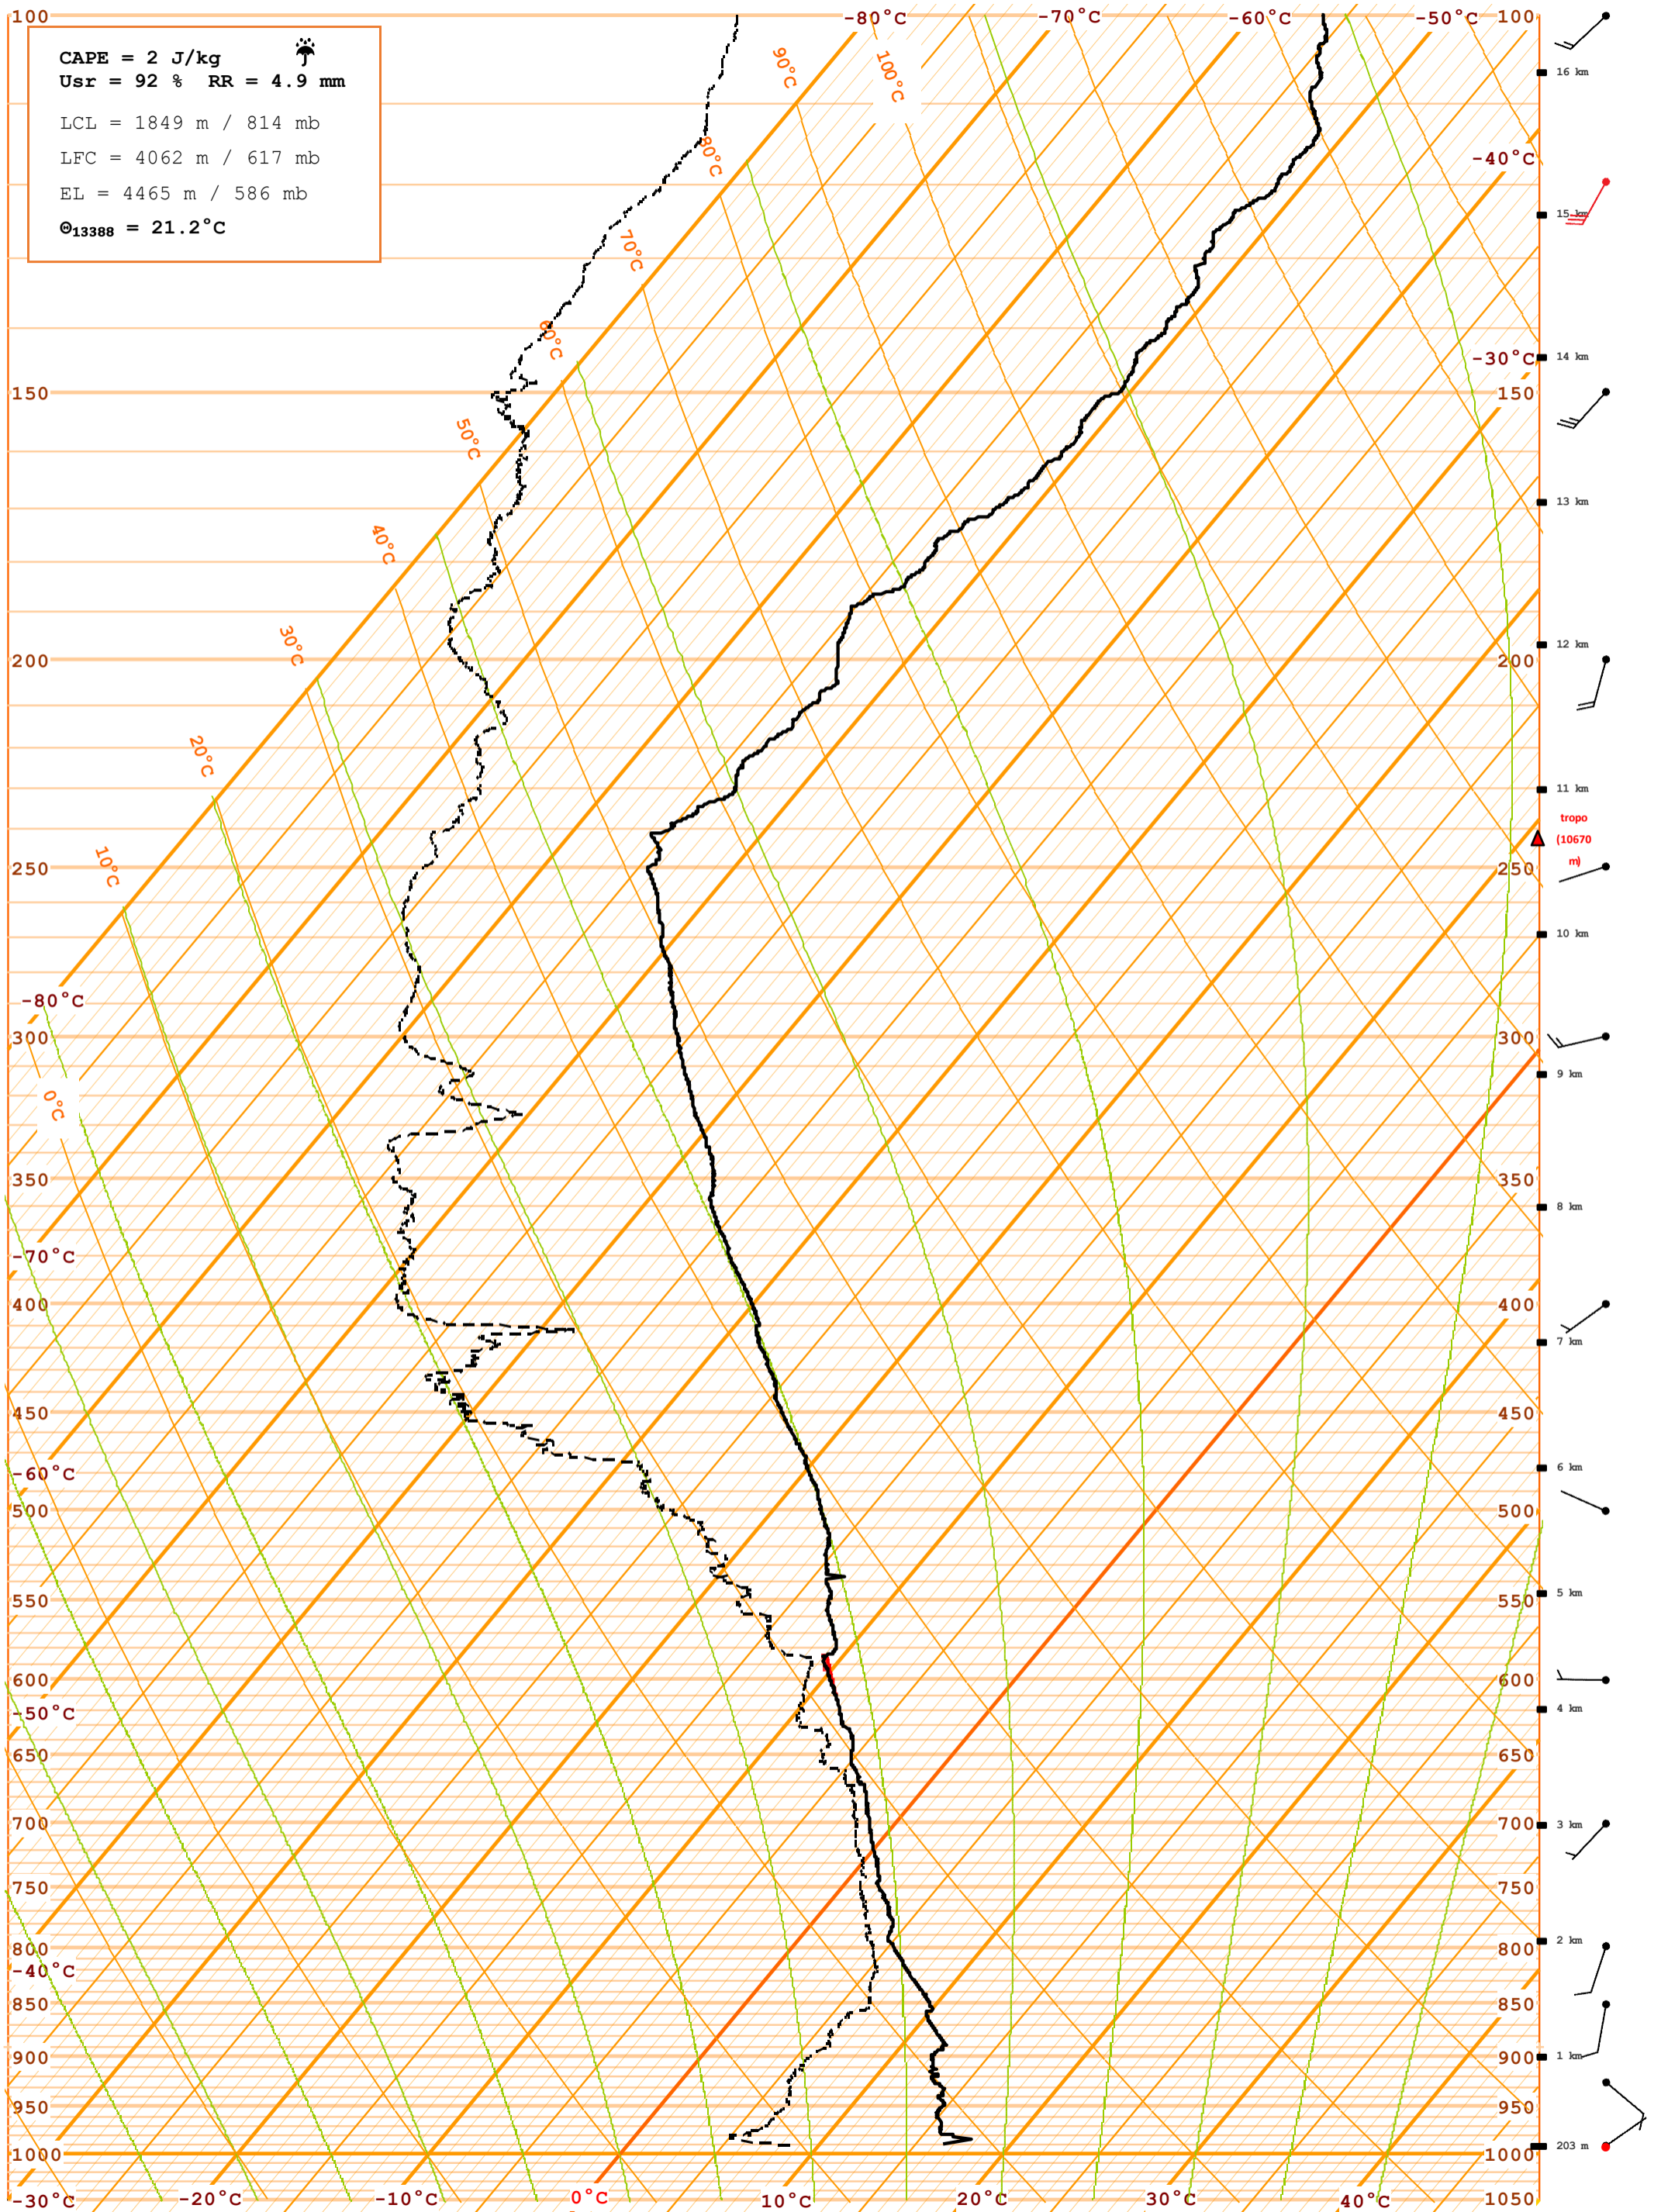 100 -80°C -70°C -60°C -50°C 100
CAPE = 2 J/kg
Usr = 92 % RR = 4.9 mm
LCL = 1849 m / 814 mb
LFC = 4062 m / 617 mb
EL = 4465 m / 586 mb
Θ13388 = 21.2°C
90°C 100°C
16 km
80°C
-40°C
15 km
70°C
60°C
14 km
-30°C
150 150
50°C
13 km
40°C
30°C
12 km
200 200
20°C
11 km
tropo
(10670
m)
10°C
250 250
10 km
-80°C
300 300
9 km
0°C
350 350
8 km
-70°C
400 400
7 km
450 450
6 km
-60°C
500 500
5 km
550 550
600 600
4 km
-50°C
650 650
700 700
3 km
750 750
2 km
800 800
-40°C
850 850
900 900
1 km
950 950
203 m
1000 1000
-30°C -20°C -10°C 0°C 10°C 20°C 30°C 40°C 1050